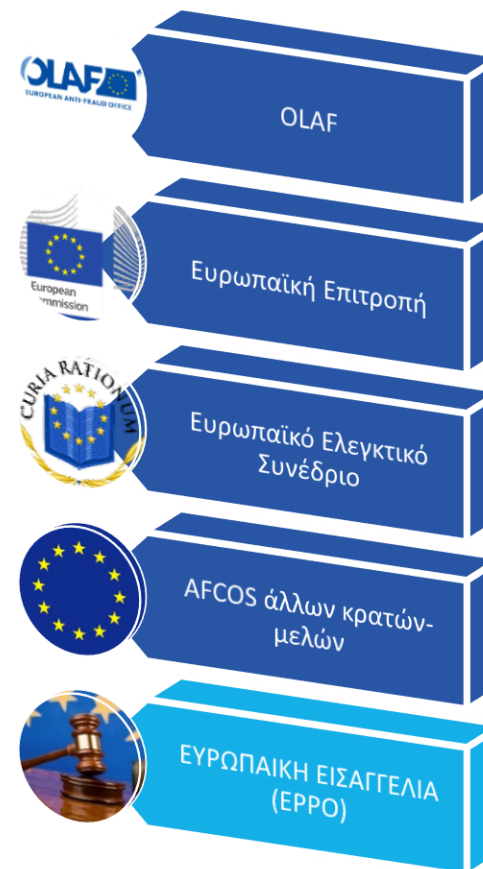 OLAF
EUROPEAN ANTI-FRAUD OFFICE
OLAF
European
Commission
Ευρωπαϊκή Επιτροπή
CURIA RATIONUM
Ευρωπαϊκό Ελεγκτικό
Συνέδριο
AFCOS άλλων κρατών-
μελών
ΕΥΡΩΠΑΙΚΗ ΕΙΣΑΓΓΕΛΙΑ
(EPPO)